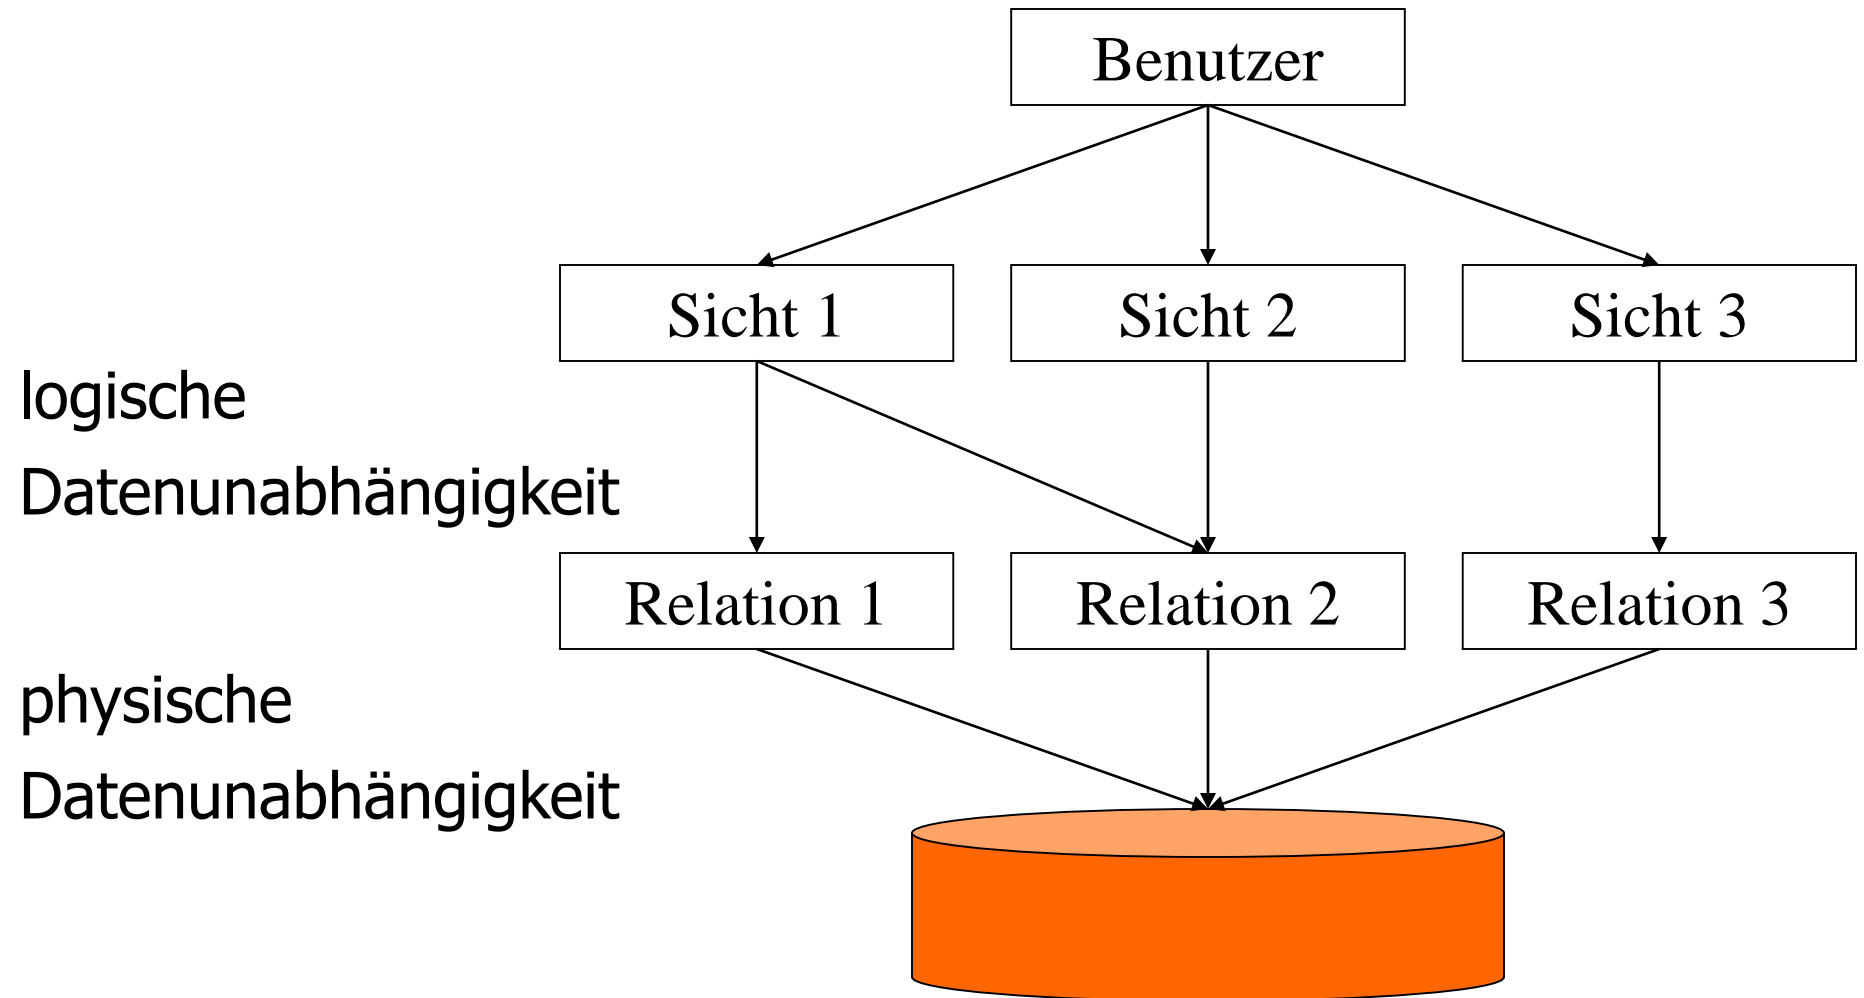 Benutzer
Sicht 1 Sicht 2 Sicht 3
logische
Datenunabhängigkeit
Relation 1 Relation 2 Relation 3
physische
Datenunabhängigkeit